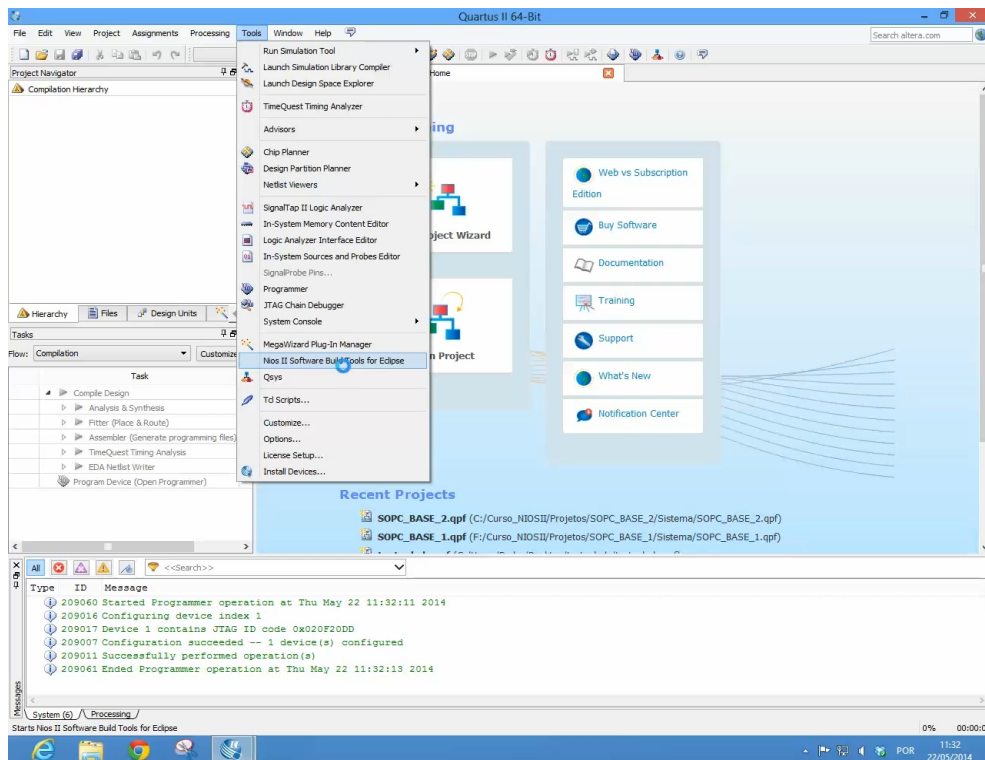 Quartus II 64-Bit
File Edit View Project Assignments Processing Tools Window Help
Search altera.com
Project Navigator
Compilation Hierarchy
Hierarchy Files Design Units
Tasks
Flow: Compilation Customize
Task
Compile Design
Analysis & Synthesis
Fitter (Place & Route)
Assembler (Generate programming files)
TimeQuest Timing Analysis
EDA Netlist Writer
Program Device (Open Programmer)
Run Simulation Tool
Launch Simulation Library Compiler
Launch Design Space Explorer
TimeQuest Timing Analyzer
Advisors
Chip Planner
Design Partition Planner
Netlist Viewers
SignalTap II Logic Analyzer
In-System Memory Content Editor
Logic Analyzer Interface Editor
In-System Sources and Probes Editor
SignalProbe Pins...
Programmer
JTAG Chain Debugger
System Console
MegaWizard Plug-In Manager
Nios II Software Build Tools for Eclipse
Qsys
Tcl Scripts...
Customize...
Options...
License Setup...
Install Devices...
Home
ing
ject Wizard
n Project
Web vs Subscription
Edition
Buy Software
Documentation
Training
Support
What's New
Notification Center
Recent Projects
SOPC_BASE_2.qpf (C:/Curso_NIOSII/Projetos/SOPC_BASE_2/Sistema/SOPC_BASE_2.qpf)
SOPC_BASE_1.qpf (F:/Curso_NIOSII/Projetos/SOPC_BASE_1/Sistema/SOPC_BASE_1.qpf)
All <<Search>>
Type ID Message
209060 Started Programmer operation at Thu May 22 11:32:11 2014
209016 Configuring device index 1
209017 Device 1 contains JTAG ID code 0x020F20DD
209007 Configuration succeeded -- 1 device(s) configured
209011 Successfully performed operation(s)
209061 Ended Programmer operation at Thu May 22 11:32:13 2014
Messages
System (6) Processing
Starts Nios II Software Build Tools for Eclipse
0% 00:00:0
POR
11:32
22/05/2014